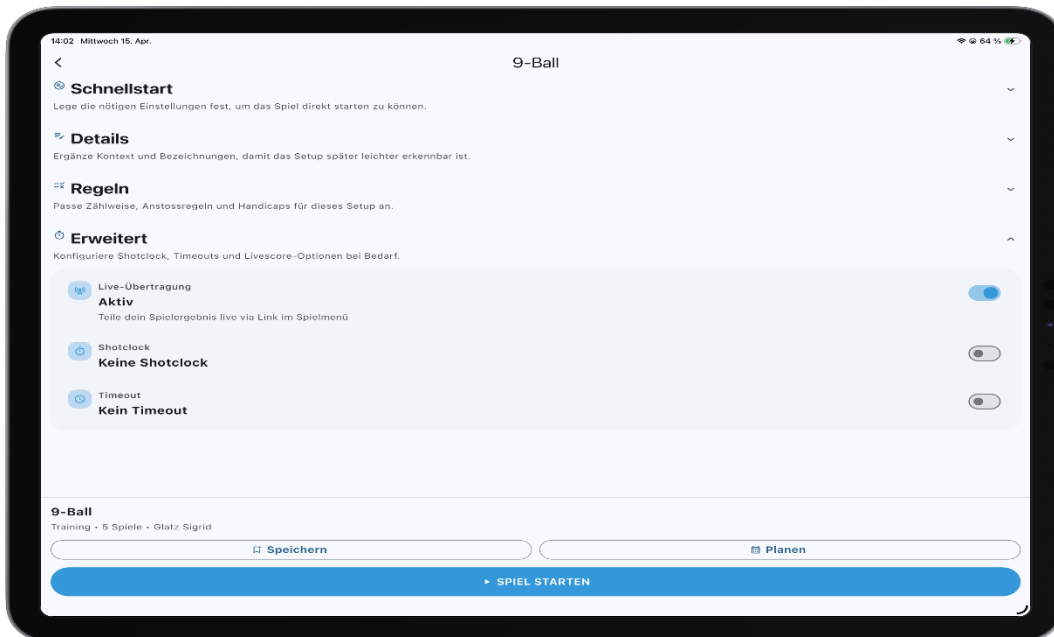 14:02 Mittwoch 15. Apr.
64 %
9-Ball
Schnellstart
Lege die nötigen Einstellungen fest, um das Spiel direkt starten zu können.
Details
Ergänze Kontext und Bezeichnungen, damit das Setup später leichter erkennbar ist.
Regeln
Passe Zählweise, Anstossregeln und Handicaps für dieses Setup an.
Erweitert
Konfiguriere Shotclock, Timeouts und Livescore-Optionen bei Bedarf.
Live-Übertragung
Aktiv
Teile dein Spielergebnis live via Link im Spielmenü
Shotclock
Keine Shotclock
Timeout
Kein Timeout
9-Ball
Training • 5 Spiele • Glatz Sigrid
Speichern
Planen
SPIEL STARTEN